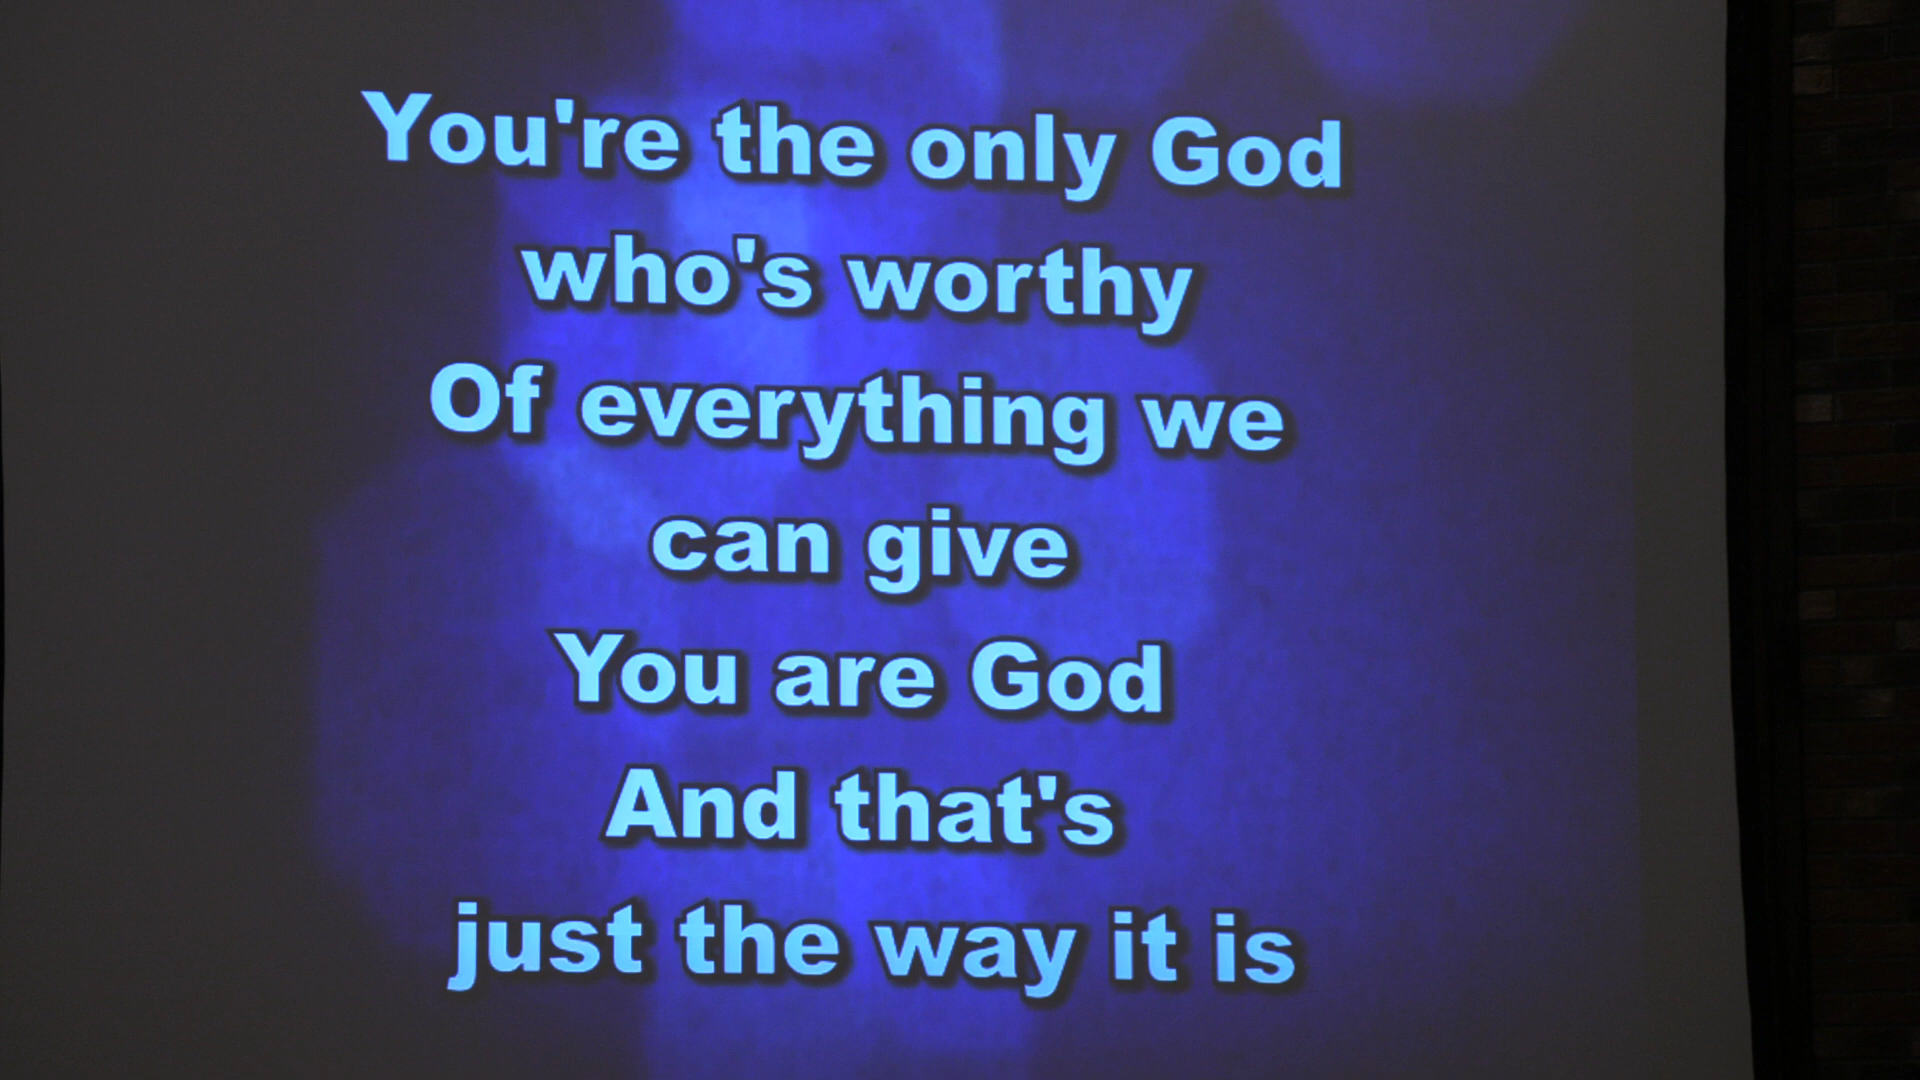 You're the only God
who's worthy
Of everything we
can give
You are God
And that's
just the way it is